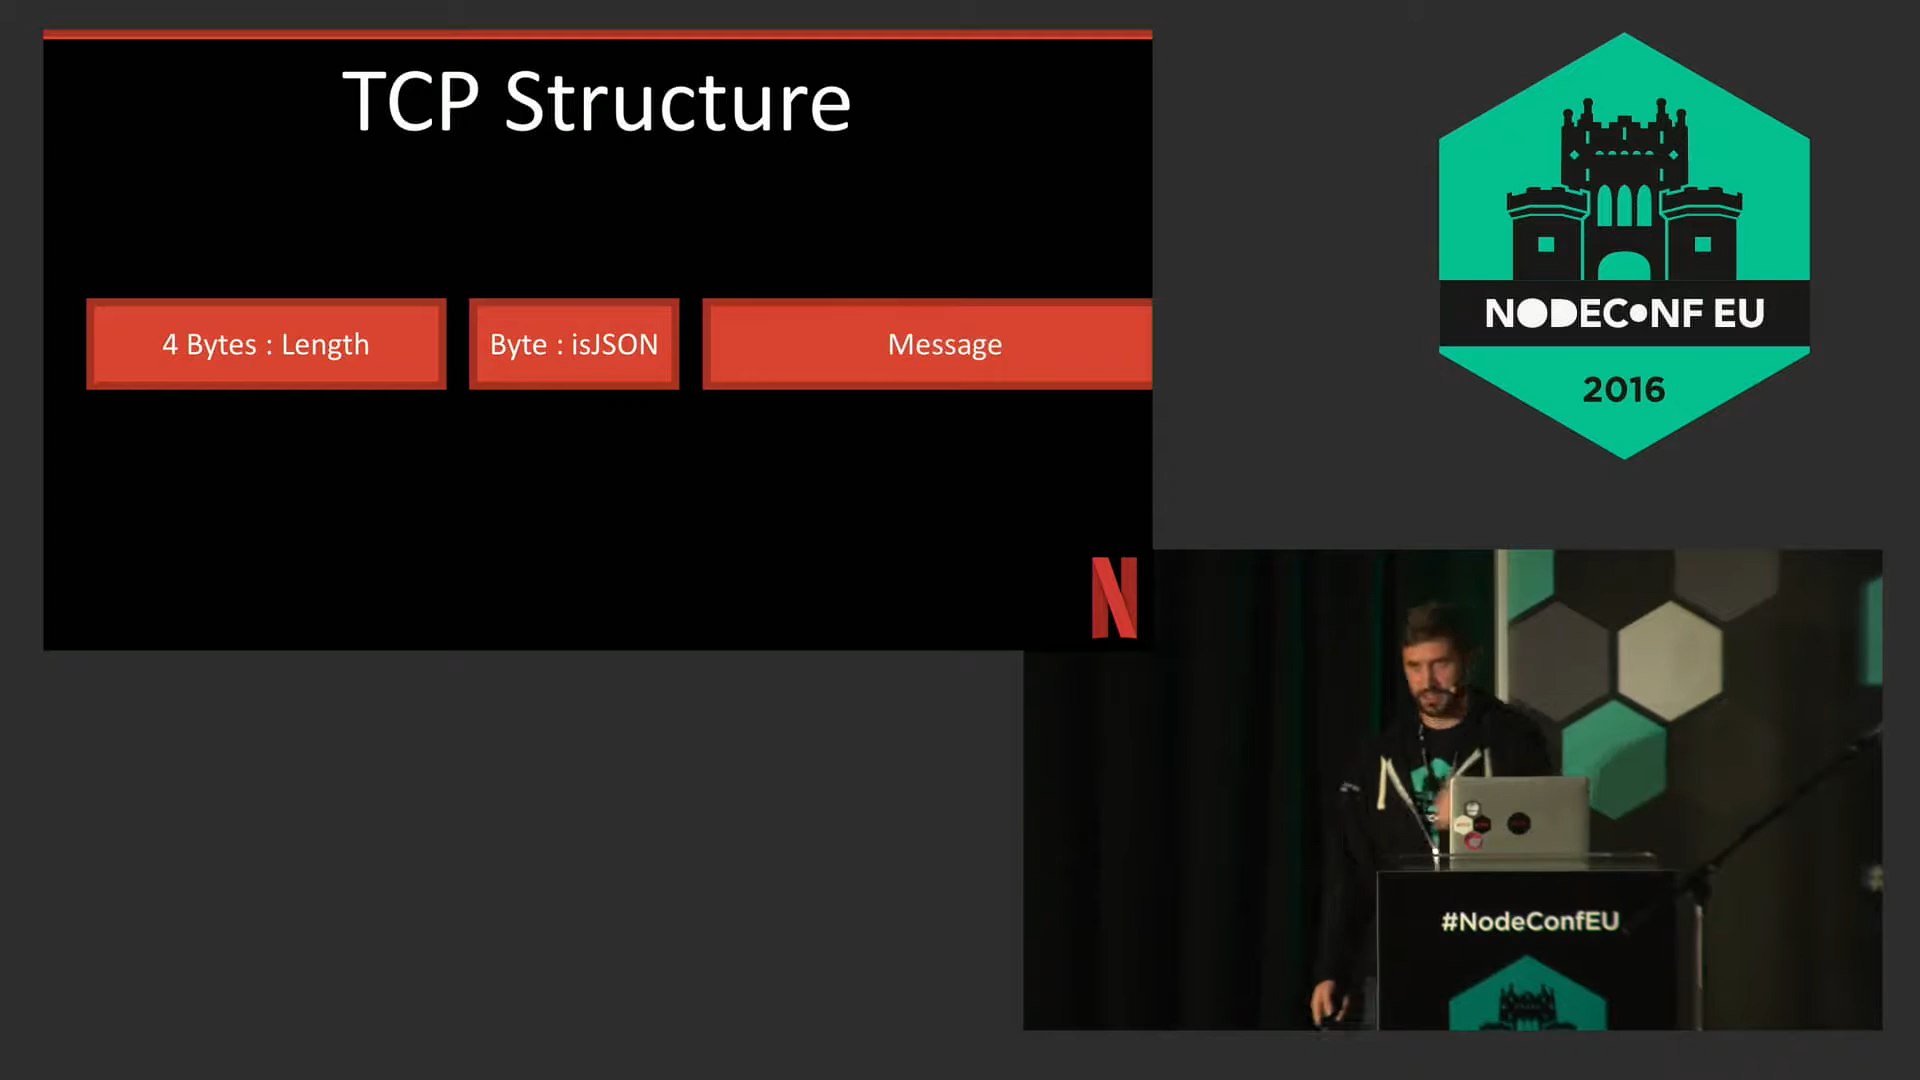 TCP Structure
4 Bytes : Length
Byte : isJSON
Message
N
NODECONF EU
2016
#NodeConfEU